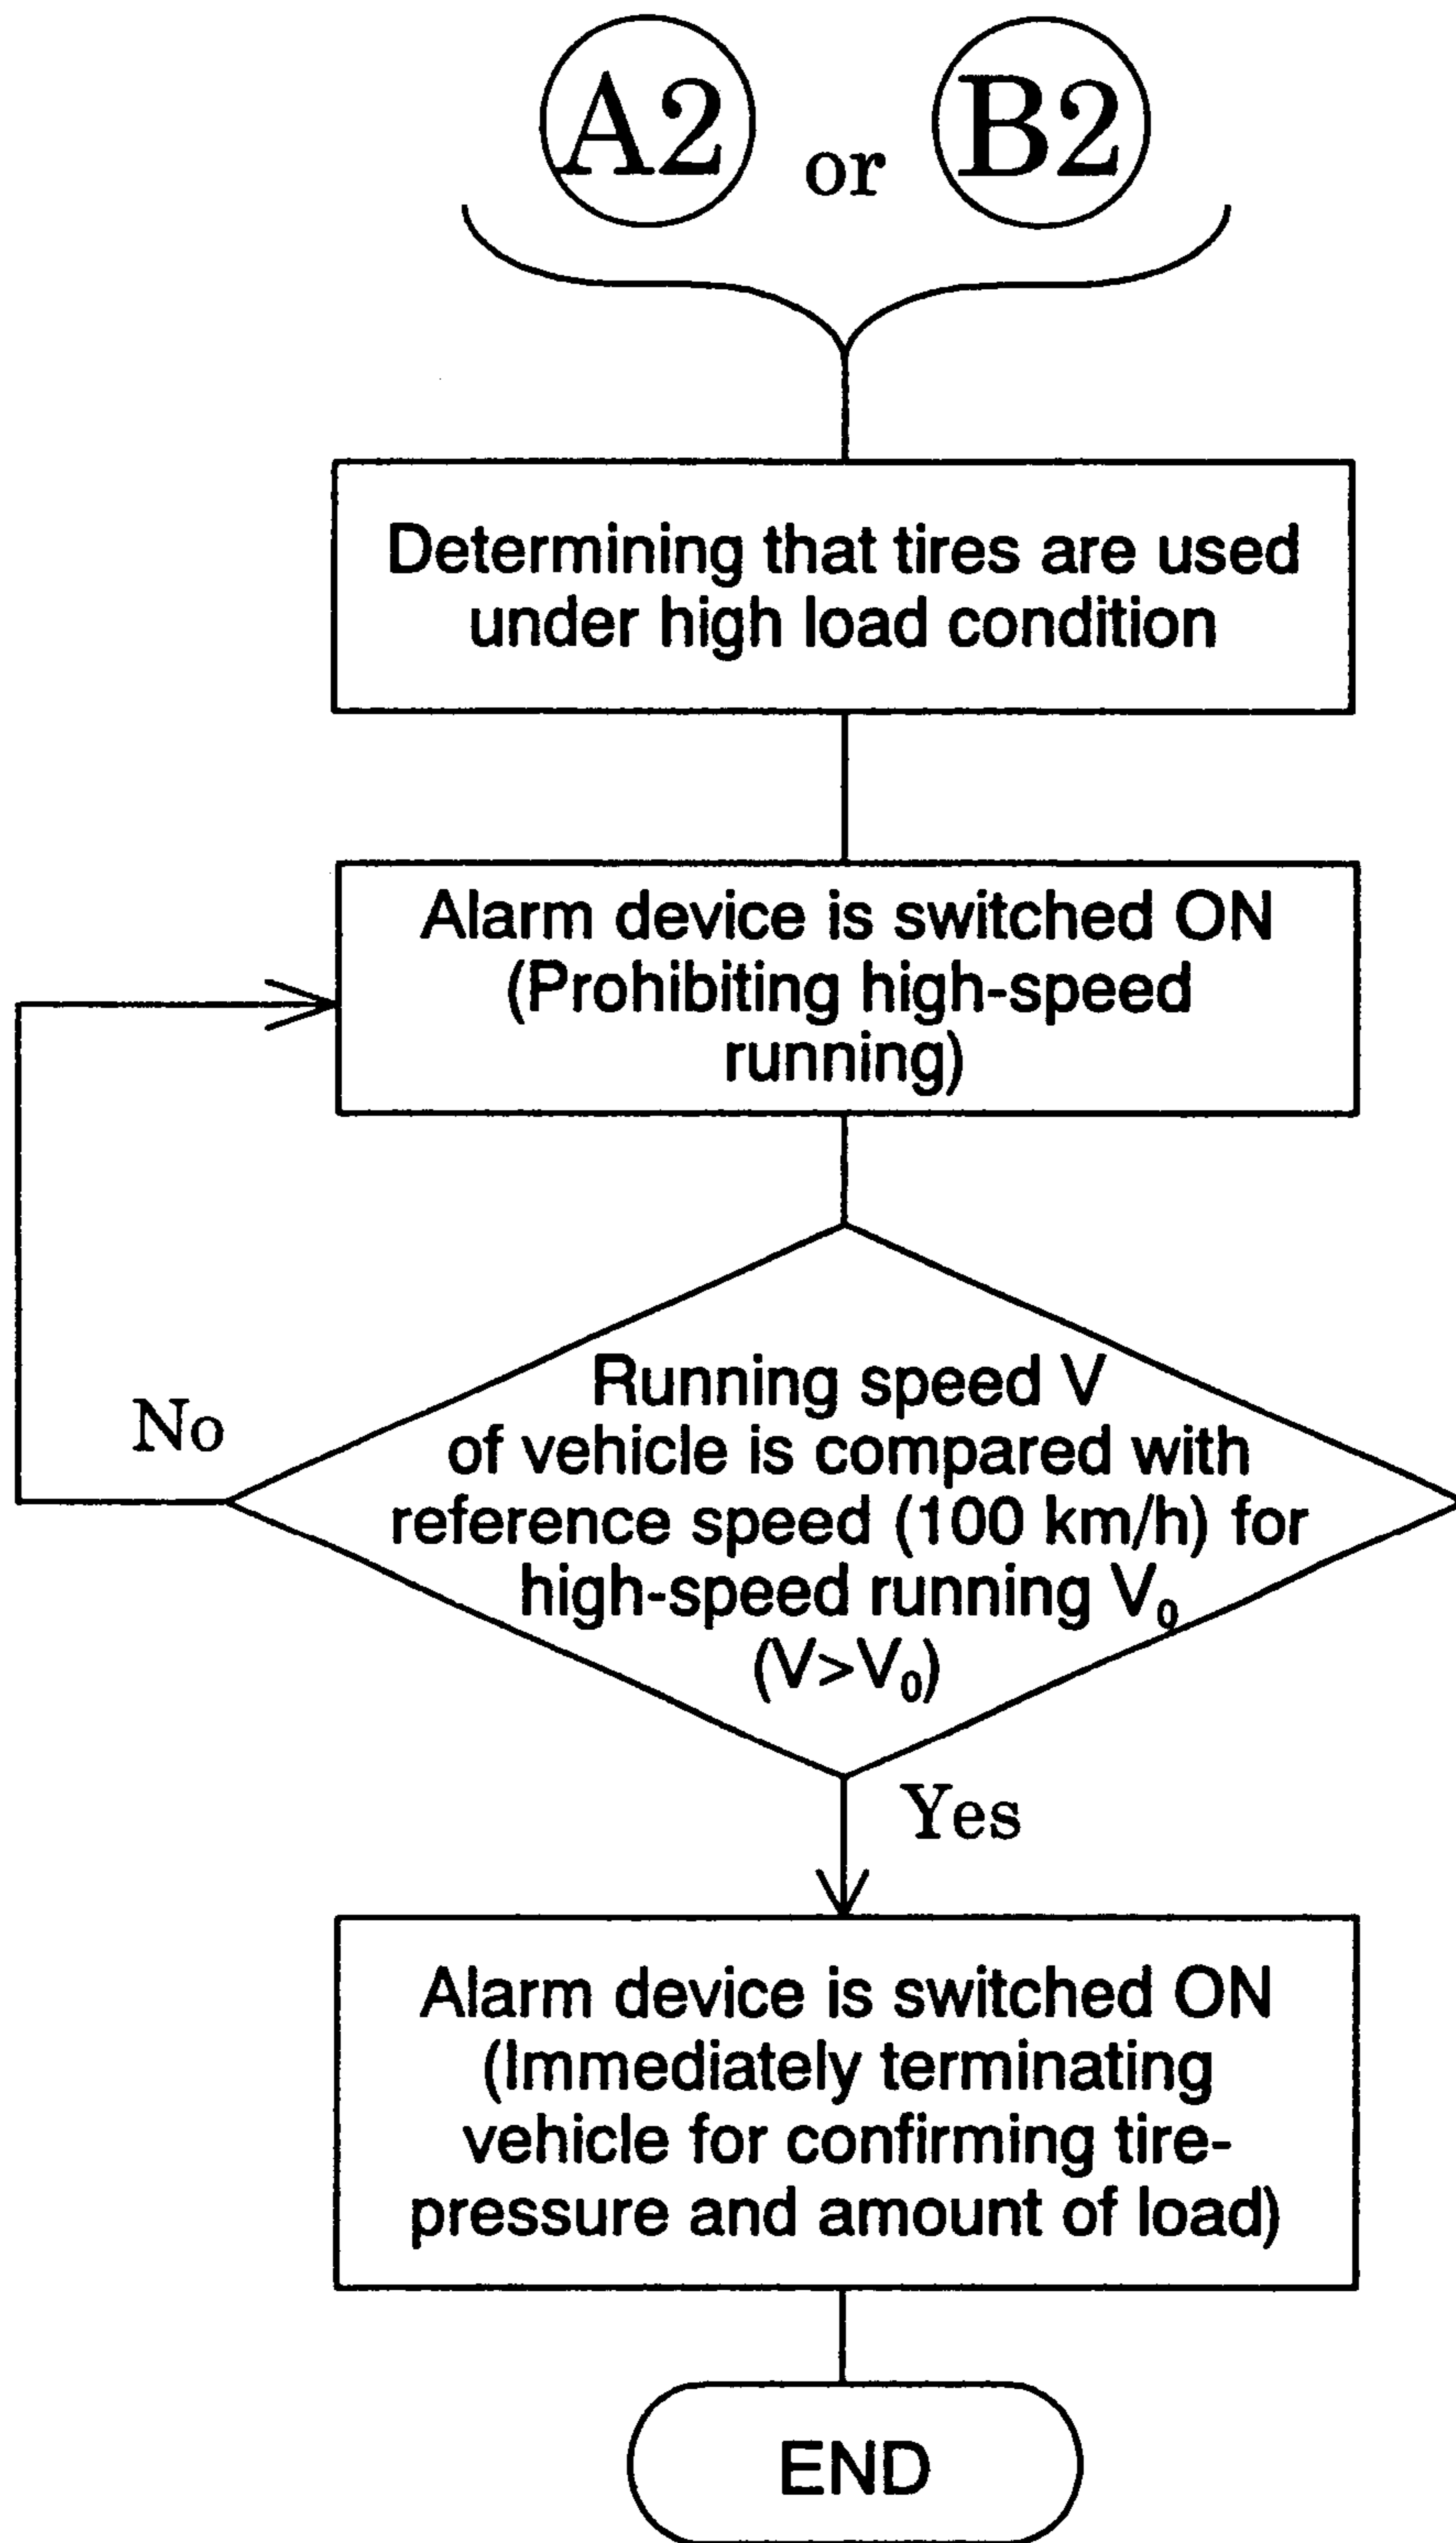 A2 or B2
Determining that tires are used
under high load condition
Alarm device is switched ON
(Prohibiting high-speed
running)
Running speed V
of vehicle is compared with
reference speed (100 km/h) for
high-speed running V₀
(V>V₀)
No
Yes
Alarm device is switched ON
(Immediately terminating
vehicle for confirming tire-
pressure and amount of load)
END